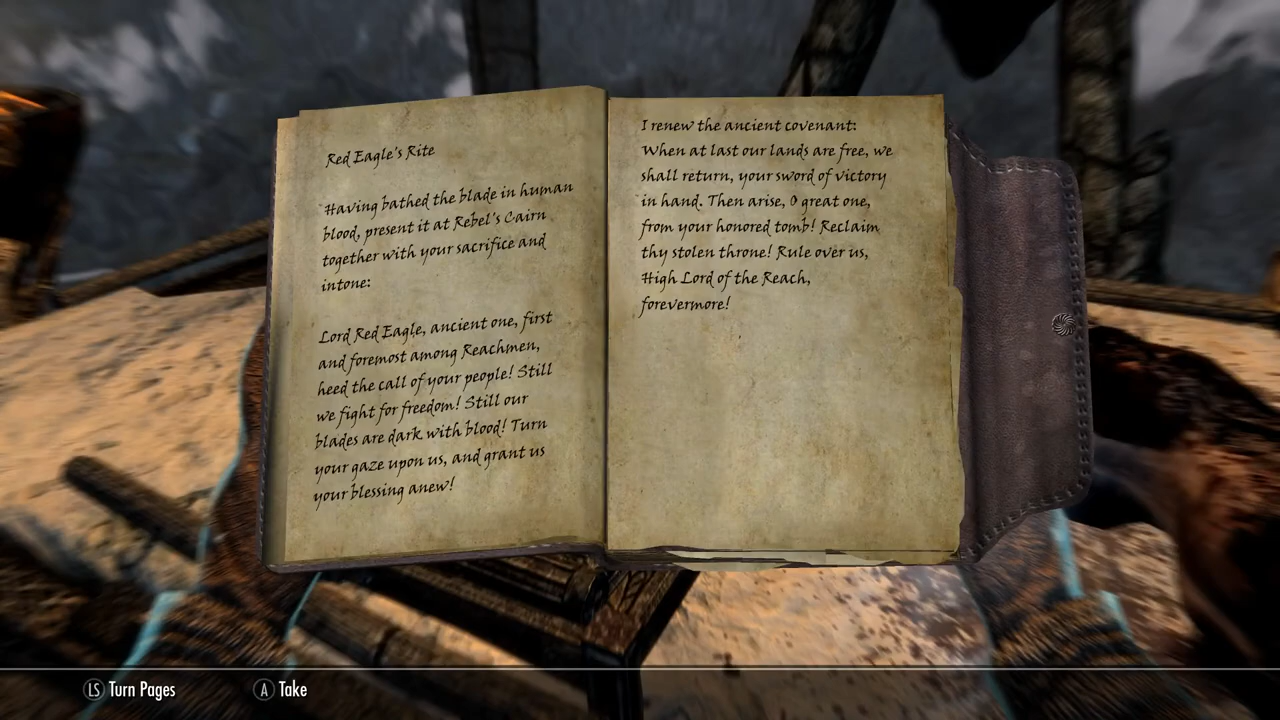 Red Eagle's Rite
Having bathed the blade in human
blood, present it at Rebel's Cairn
together with your sacrifice and
intone:
Lord Red Eagle, ancient one, first
and foremost among Reachmen,
heed the call of your people! Still
we fight for freedom! Still our
blades are dark with blood! Turn
your gaze upon us, and grant us
your blessing anew!
I renew the ancient covenant:
When at last our lands are free, we
shall return, your sword of victory
in hand. Then arise, O great one,
from your honored tomb! Reclaim
thy stolen throne! Rule over us,
High Lord of the Reach,
forevermore!
LS Turn Pages
A Take